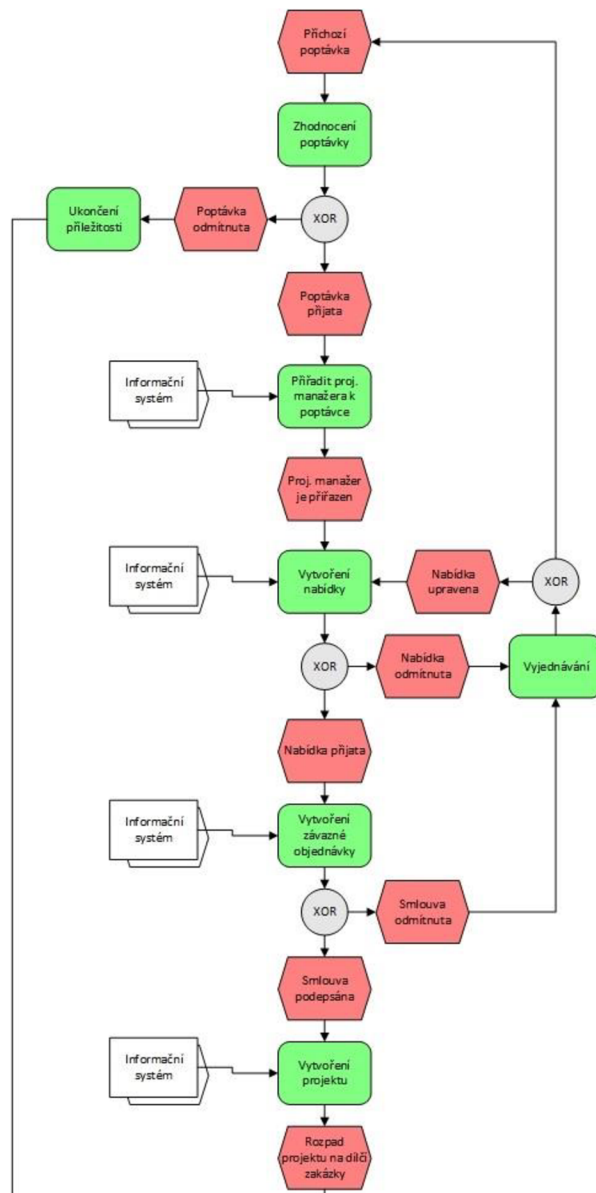 Příchozí
poptávka
Zhodnocení
poptávky
Ukončení
příležitosti
Poptávka
odmítnuta
XOR
Poptávka
přijata
Informační
systém
Přiřadit proj.
manažera k
poptávce
Proj. manažer
je přiřazen
Informační
systém
Vytvoření
nabídky
Nabídka
upravena
XOR
XOR
Nabídka
odmítnuta
Vyjednávání
Nabídka přijata
Informační
systém
Vytvoření
závazné
objednávky
XOR
Smlouva
odmítnuta
Smlouva
podepsána
Informační
systém
Vytvoření
projektu
Rozpad
projektu na dílčí
zakázky